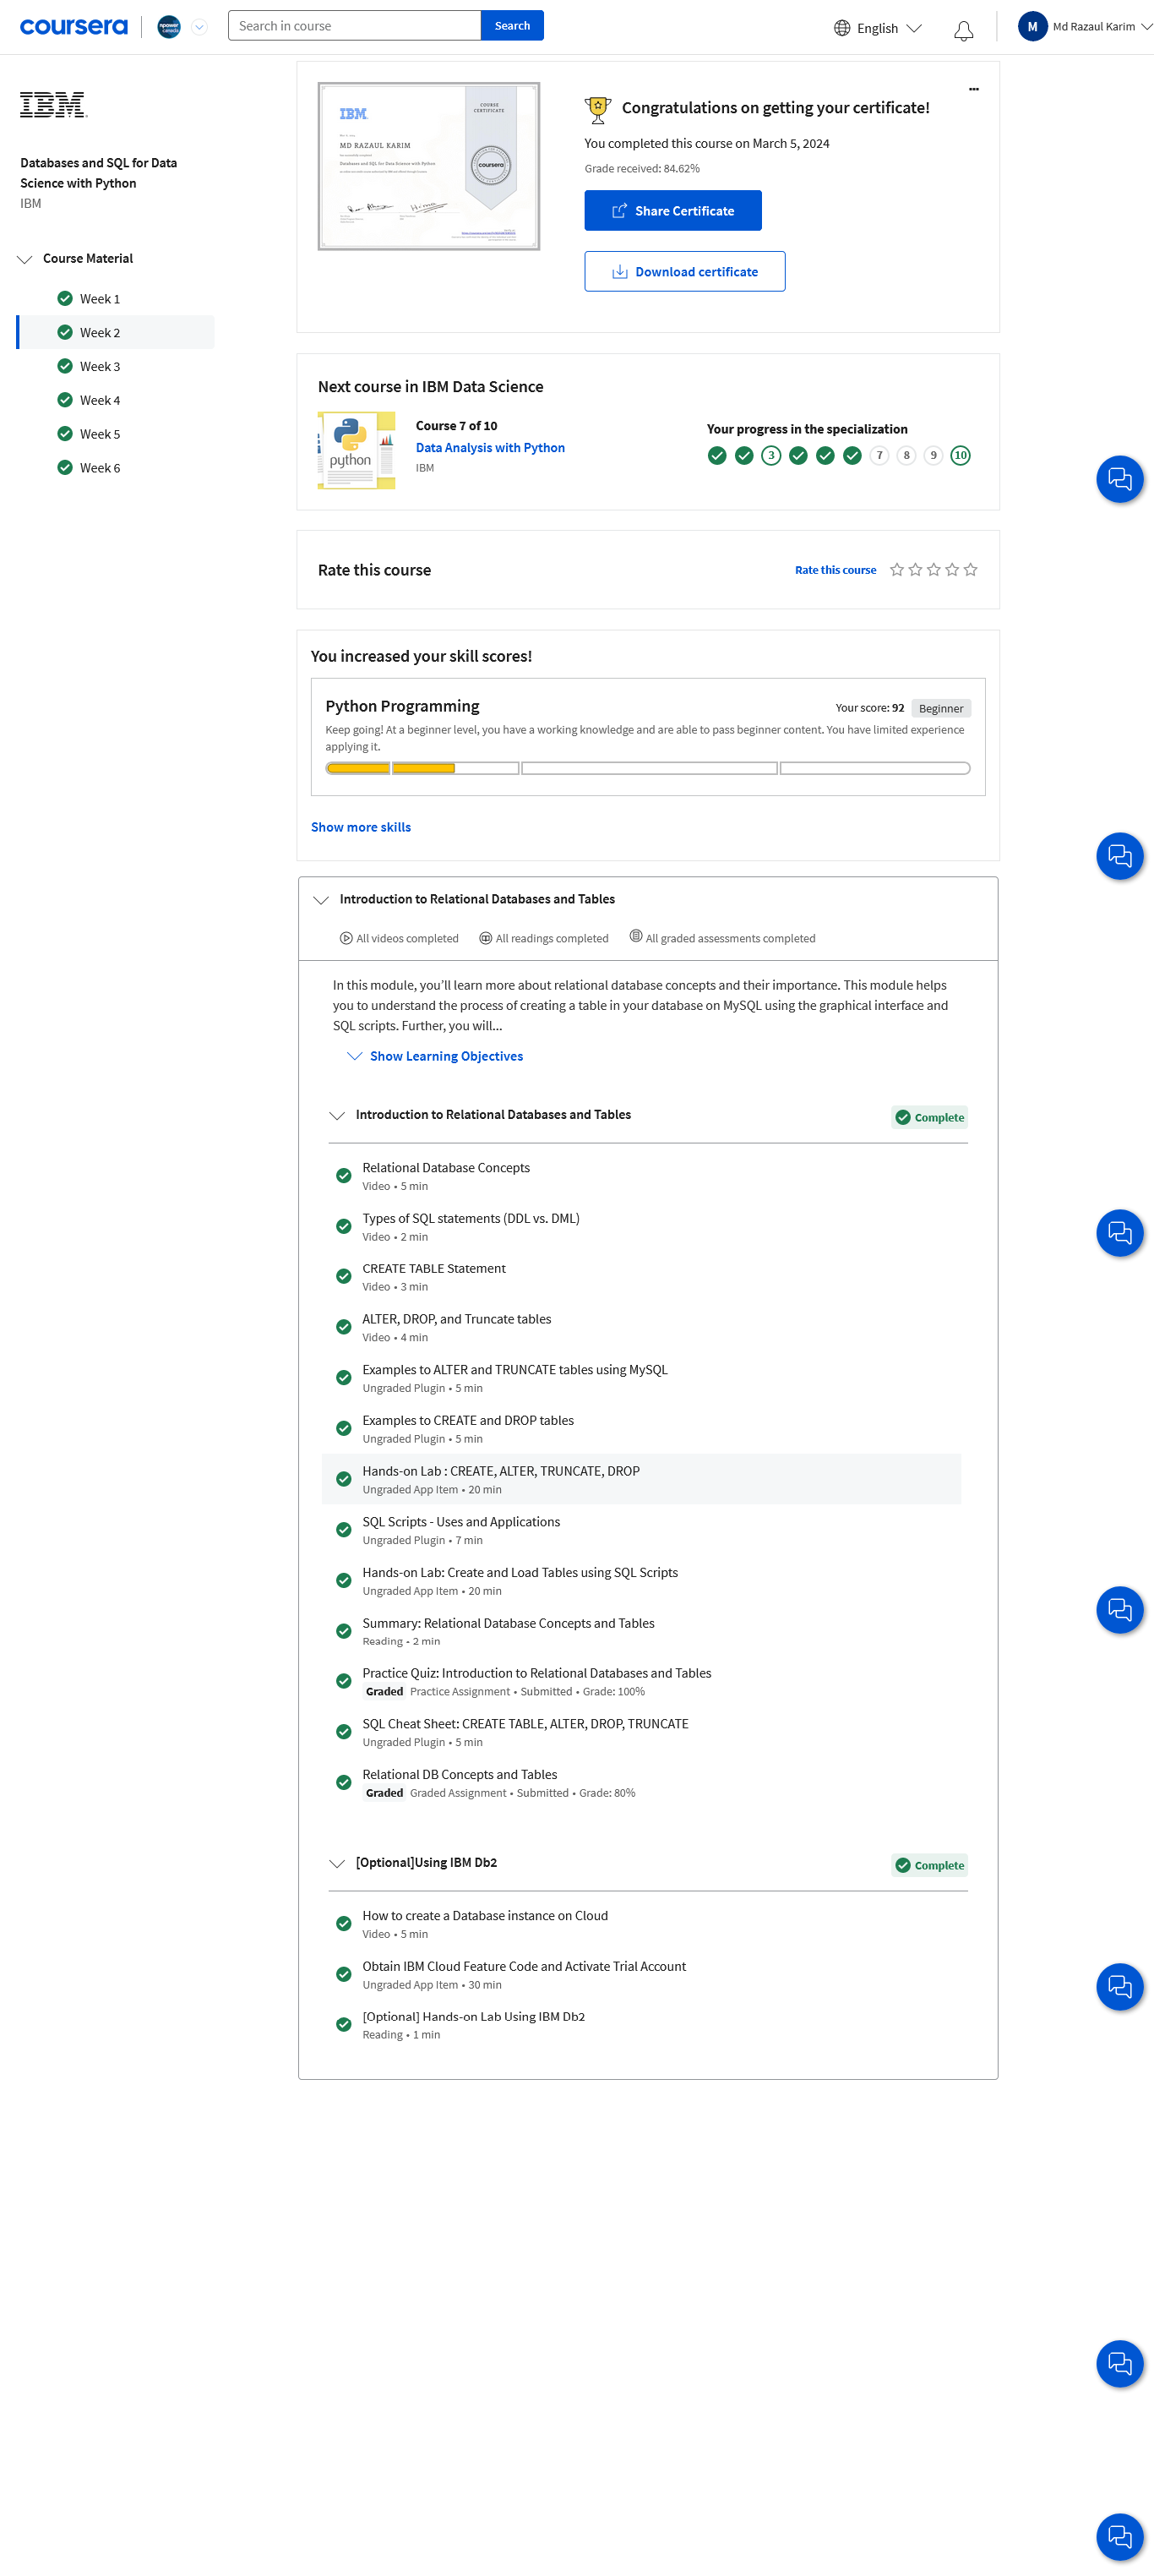 coursera
npower
canada
Search in course
Search
English
M
Md Razaul Karim
IBM
Databases and SQL for Data
Science with Python
IBM
Course Material
Week 1
Week 2
Week 3
Week 4
Week 5
Week 6
IBM
COURSE
CERTIFICATE
MD RAZAUL KARIM
Databases and SQL for Data Science with Python
coursera
Congratulations on getting your certificate!
You completed this course on March 5, 2024
Grade received: 84.62%
Share Certificate
Download certificate
Next course in IBM Data Science
python
Course 7 of 10
Data Analysis with Python
IBM
Your progress in the specialization
3 7 8 9 10
Rate this course
Rate this course
You increased your skill scores!
Python Programming
Your score: 92 Beginner
Keep going! At a beginner level, you have a working knowledge and are able to pass beginner content. You have limited experience
applying it.
Show more skills
Introduction to Relational Databases and Tables
All videos completed All readings completed All graded assessments completed
In this module, you’ll learn more about relational database concepts and their importance. This module helps
you to understand the process of creating a table in your database on MySQL using the graphical interface and
SQL scripts. Further, you will...
Show Learning Objectives
Introduction to Relational Databases and Tables
Complete
Relational Database Concepts
Video • 5 min
Types of SQL statements (DDL vs. DML)
Video • 2 min
CREATE TABLE Statement
Video • 3 min
ALTER, DROP, and Truncate tables
Video • 4 min
Examples to ALTER and TRUNCATE tables using MySQL
Ungraded Plugin • 5 min
Examples to CREATE and DROP tables
Ungraded Plugin • 5 min
Hands-on Lab : CREATE, ALTER, TRUNCATE, DROP
Ungraded App Item • 20 min
SQL Scripts - Uses and Applications
Ungraded Plugin • 7 min
Hands-on Lab: Create and Load Tables using SQL Scripts
Ungraded App Item • 20 min
Summary: Relational Database Concepts and Tables
Reading • 2 min
Practice Quiz: Introduction to Relational Databases and Tables
Graded Practice Assignment • Submitted • Grade: 100%
SQL Cheat Sheet: CREATE TABLE, ALTER, DROP, TRUNCATE
Ungraded Plugin • 5 min
Relational DB Concepts and Tables
Graded Graded Assignment • Submitted • Grade: 80%
[Optional]Using IBM Db2
Complete
How to create a Database instance on Cloud
Video • 5 min
Obtain IBM Cloud Feature Code and Activate Trial Account
Ungraded App Item • 30 min
[Optional] Hands-on Lab Using IBM Db2
Reading • 1 min